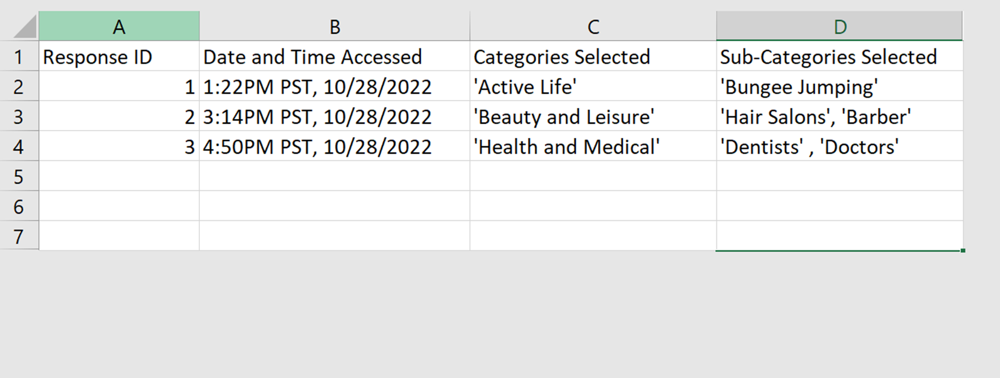 A B C D
1 Response ID Date and Time Accessed Categories Selected Sub-Categories Selected
2 1 1:22PM PST, 10/28/2022 'Active Life' 'Bungee Jumping'
3 2 3:14PM PST, 10/28/2022 'Beauty and Leisure' 'Hair Salons', 'Barber'
4 3 4:50PM PST, 10/28/2022 'Health and Medical' 'Dentists' , 'Doctors'
5
6
7